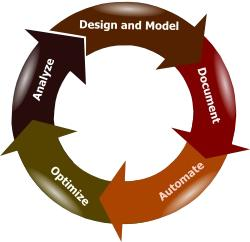 Design and Model
Document
Automate
Optimize
Analyze